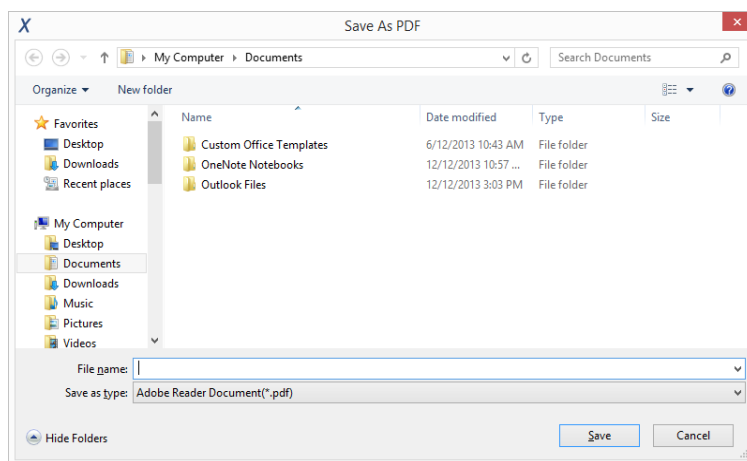 X Save As PDF x
My Computer Documents Search Documents
Organize New folder ?
Favorites Name Date modified Type Size
Desktop Custom Office Templates 6/12/2013 10:43 AM File folder
Downloads OneNote Notebooks 12/12/2013 10:57 ... File folder
Recent places Outlook Files 12/12/2013 3:03 PM File folder
My Computer
Desktop
Documents
Downloads
Music
Pictures
Videos
File name:
Save as type: Adobe Reader Document(*.pdf)
Hide Folders Save Cancel